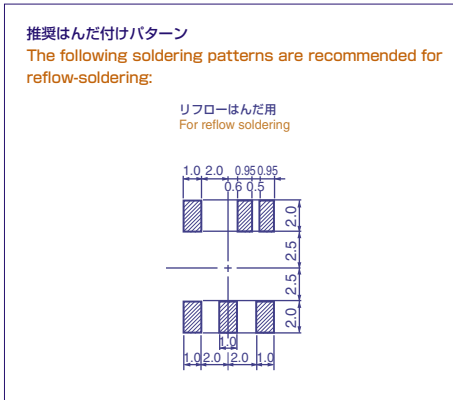 推奨はんだ付けパターン
The following soldering patterns are recommended for
reflow-soldering:
リフローはんだ用
For reflow soldering
1.0 2.0 0.95 0.95
0.6 0.5
2.0
2.5
2.5
2.0
1.0
1.0 2.0 2.0 1.0